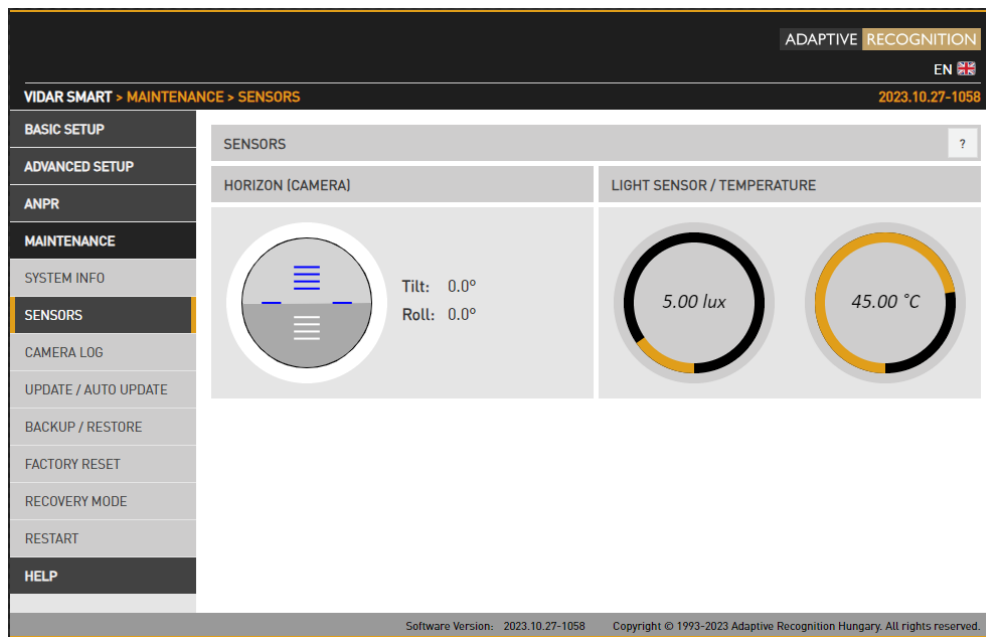 ADAPTIVE RECOGNITION
EN
VIDAR SMART > MAINTENANCE > SENSORS
2023.10.27-1058
BASIC SETUP
ADVANCED SETUP
ANPR
MAINTENANCE
SYSTEM INFO
SENSORS
CAMERA LOG
UPDATE / AUTO UPDATE
BACKUP / RESTORE
FACTORY RESET
RECOVERY MODE
RESTART
HELP
SENSORS
?
HORIZON (CAMERA)
Tilt: 0.0°
Roll: 0.0°
LIGHT SENSOR / TEMPERATURE
5.00 lux
45.00 °C
Software Version: 2023.10.27-1058
Copyright © 1993-2023 Adaptive Recognition Hungary. All rights reserved.